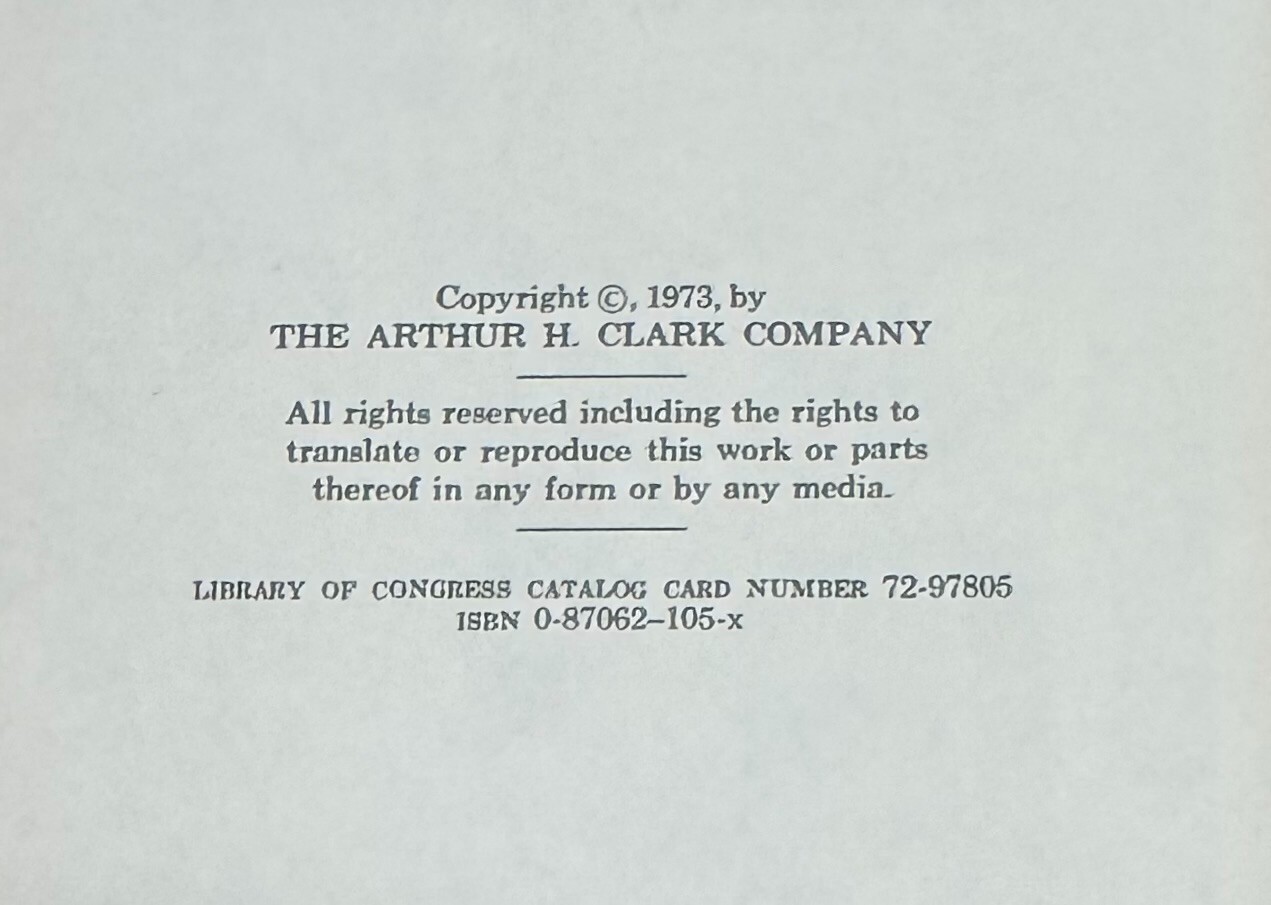 Copyright ©, 1973, by
THE ARTHUR H. CLARK COMPANY
All rights reserved including the rights to
translate or reproduce this work or parts
thereof in any form or by any media.
LIBRARY OF CONGRESS CATALOG CARD NUMBER 72-97805
ISBN 0-87062–105-x